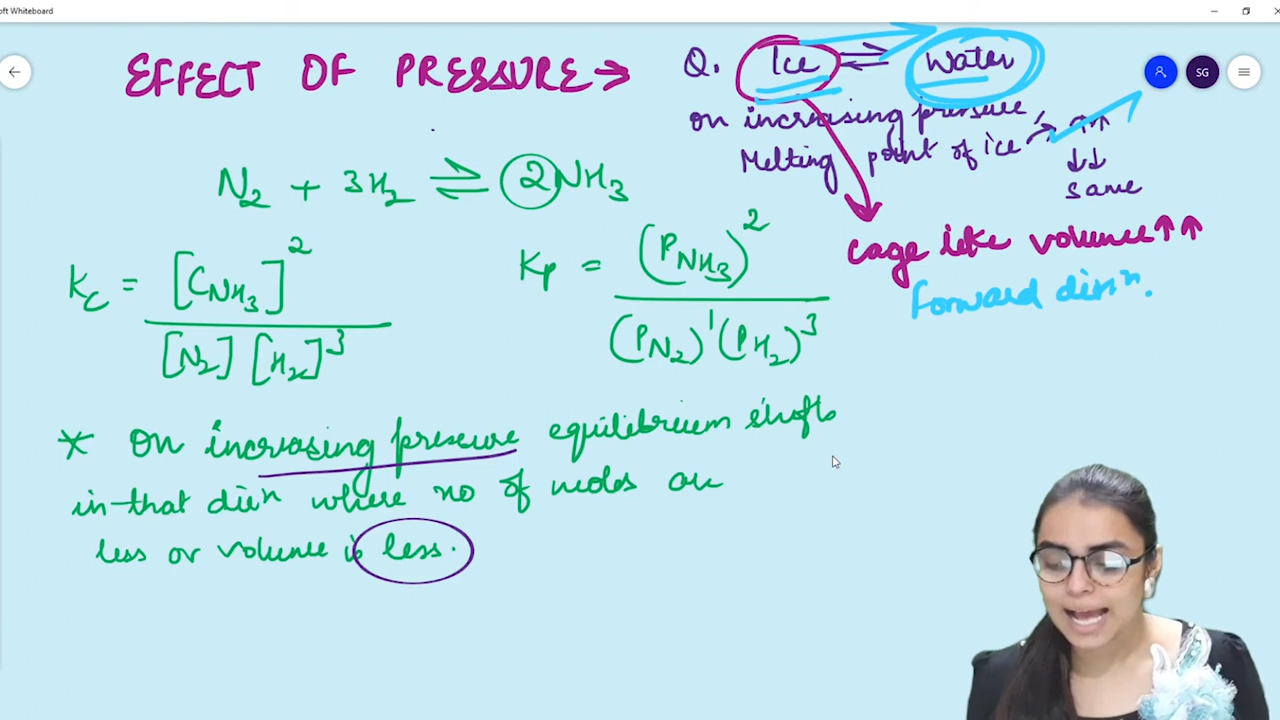 oft Whiteboard
EFFECT OF PRESSURE →
Q. Ice ⇌ Water
SG
on increasing pressure,
Melting point of ice → ↑↑
↓↓
same
N2 + 3H2 ⇌ 2NH3
cage like volume ↑↑
forward dirⁿ.
Kc = [CNH3]² / [N2] [H2]³
Kp = (PNH3)² / (PN2)¹ (PH2)³
* On increasing pressure equilibrium shifts
in that dirⁿ where no of moles are
less or volume is less.